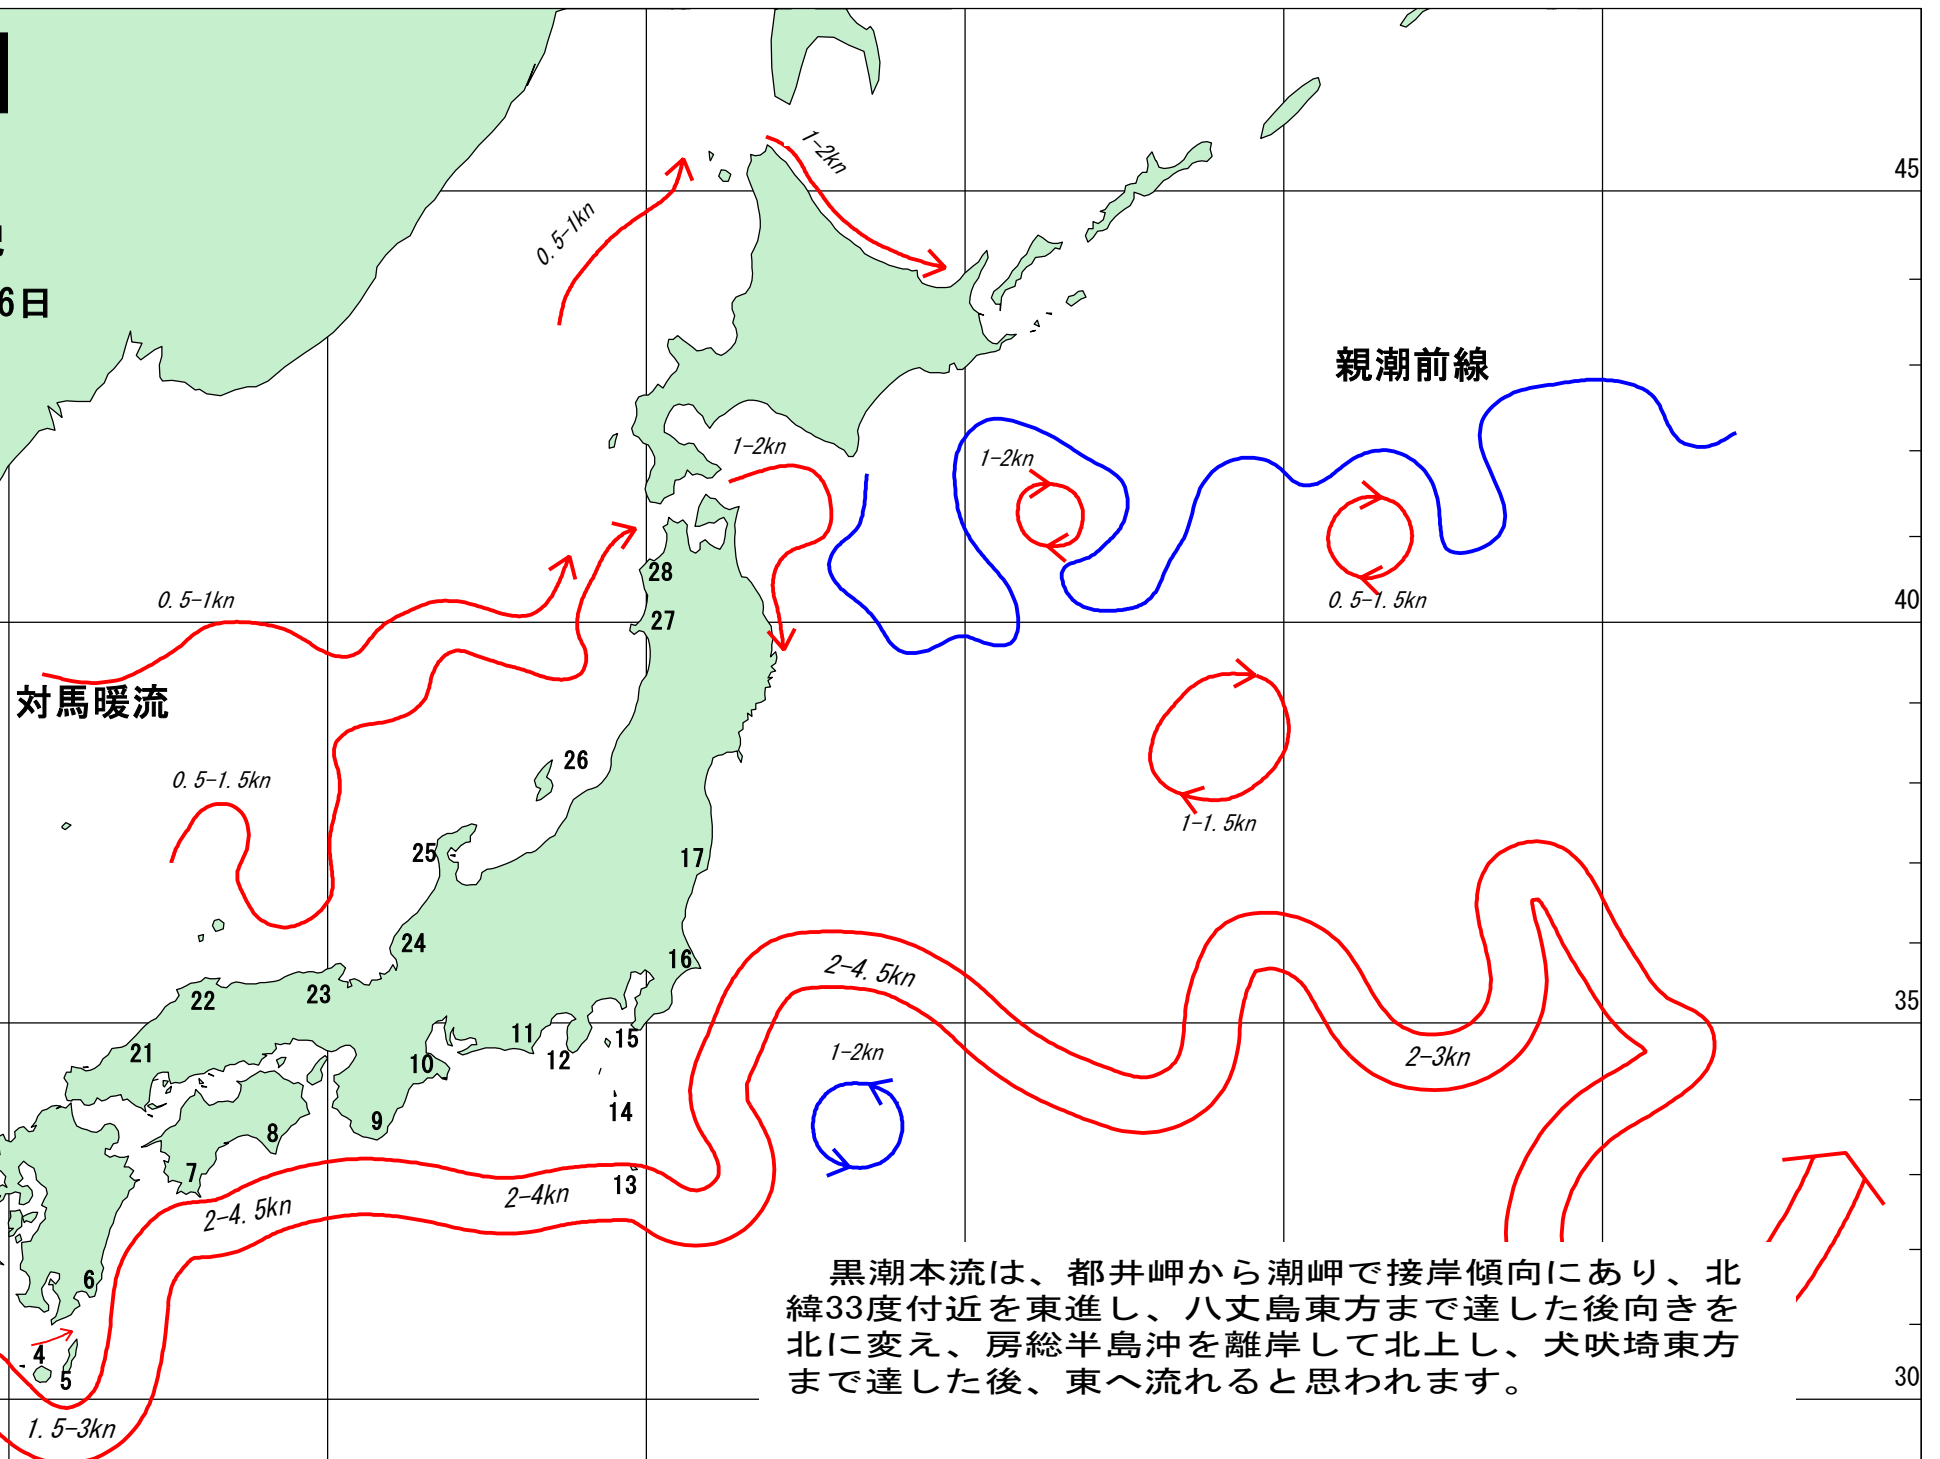 1-2kn
45
0.5-1kn
6日
親潮前線
1-2kn
1-2kn
28
40
0.5-1kn
0.5-1.5kn
27
対馬暖流
26
0.5-1.5kn
1-1.5kn
25
17
24
16
2-4.5kn
22
23
35
11
15
21
12
1-2kn
2-3kn
10
14
9
8
7
13
2-4kn
2-4.5kn
6
黒潮本流は、都井岬から潮岬で接岸傾向にあり、北
緯33度付近を東進し、八丈島東方まで達した後向きを
北に変え、房総半島沖を離岸して北上し、犬吠埼東方
まで達した後、東へ流れると思われます。
4
5
30
1.5-3kn